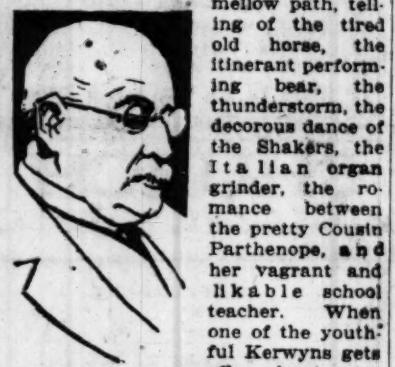 mellow path, tell-
ing of the tired
old horse, the
itinerant perform-
ing bear, the
thunderstorm, the
decorous dance of
the Shakers, the
Italian organ
grinder, the ro-
mance between
the pretty Cousin
Parthenope, and
her vagrant and
likable school
teacher. When
one of the youth-
ful Kerwyns gets